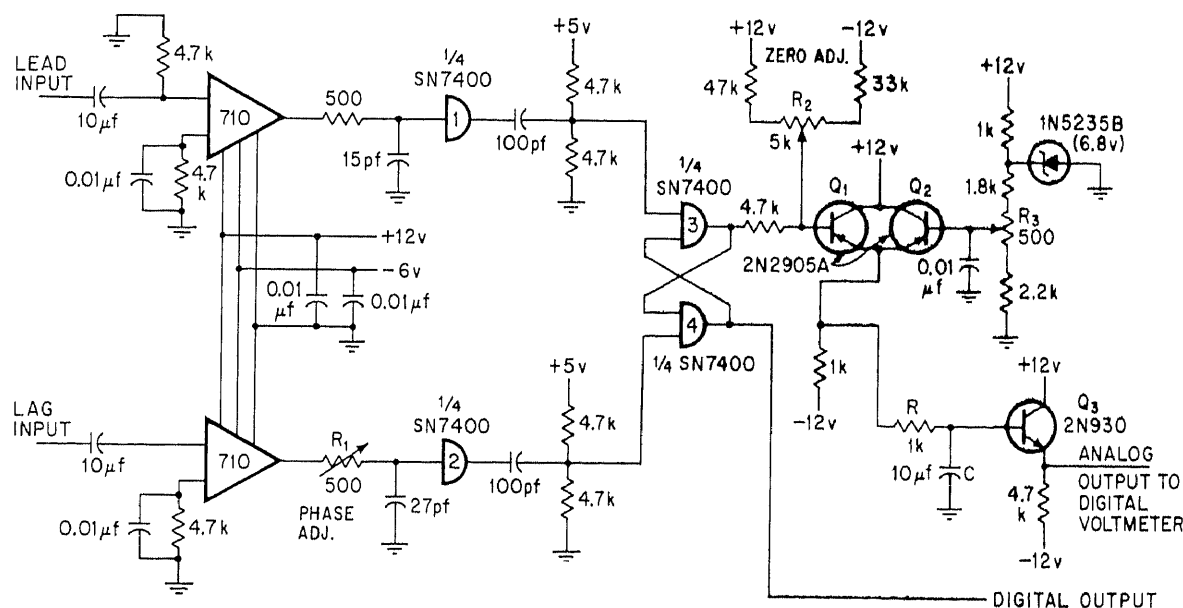 LEAD
INPUT
4.7k
10µf
0.01µf
4.7
k
710
500
15pf
1/4
SN7400
1
100pf
+5v
4.7k
4.7k
+12v
-6v
0.01
µf
0.01µf
LAG
INPUT
10µf
0.01µf
4.7k
710
R1
500
PHASE
ADJ.
27pf
1/4
SN7400
2
100pf
+5v
4.7k
4.7k
1/4
SN7400
3
4
1/4 SN7400
4.7k
+12v
-12v
ZERO ADJ.
47k
33k
R2
5k
+12v
Q1
Q2
2N2905A
0.01
µf
+12v
1k
1N5235B
(6.8v)
1.8k
R3
500
2.2k
1k
-12v
R
1k
10µf
C
+12v
Q3
2N930
4.7
k
-12v
ANALOG
OUTPUT TO
DIGITAL
VOLTMETER
DIGITAL OUTPUT